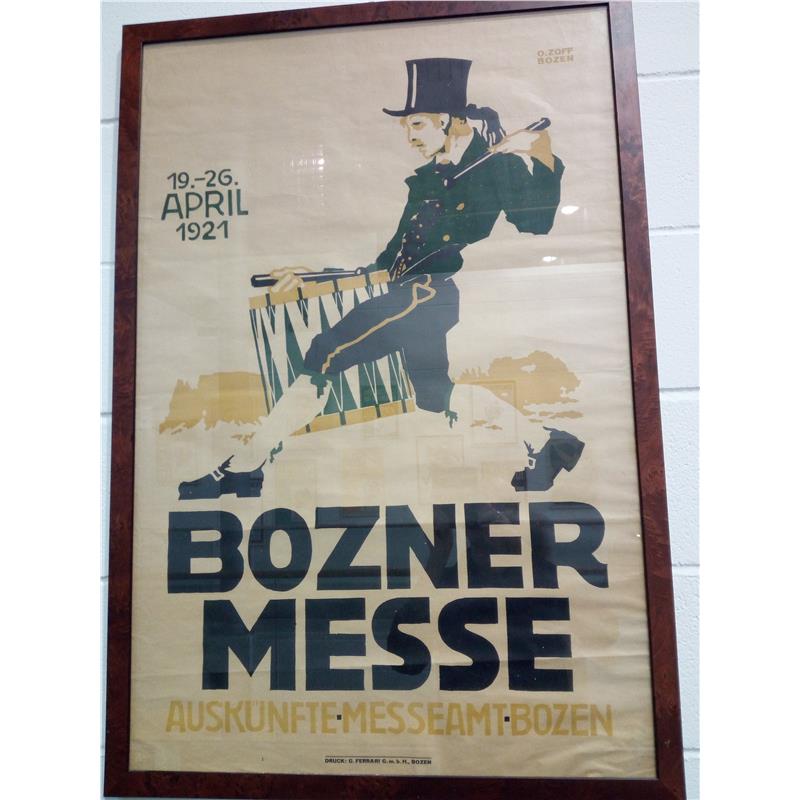 O. ZOFF
BOZEN
19.-26.
APRIL
1921
BOZNER
MESSE
AUSKÜNFTE·MESSEAMT·BOZEN
DRUCK: G. FERRARI G. m. b. H., BOZEN